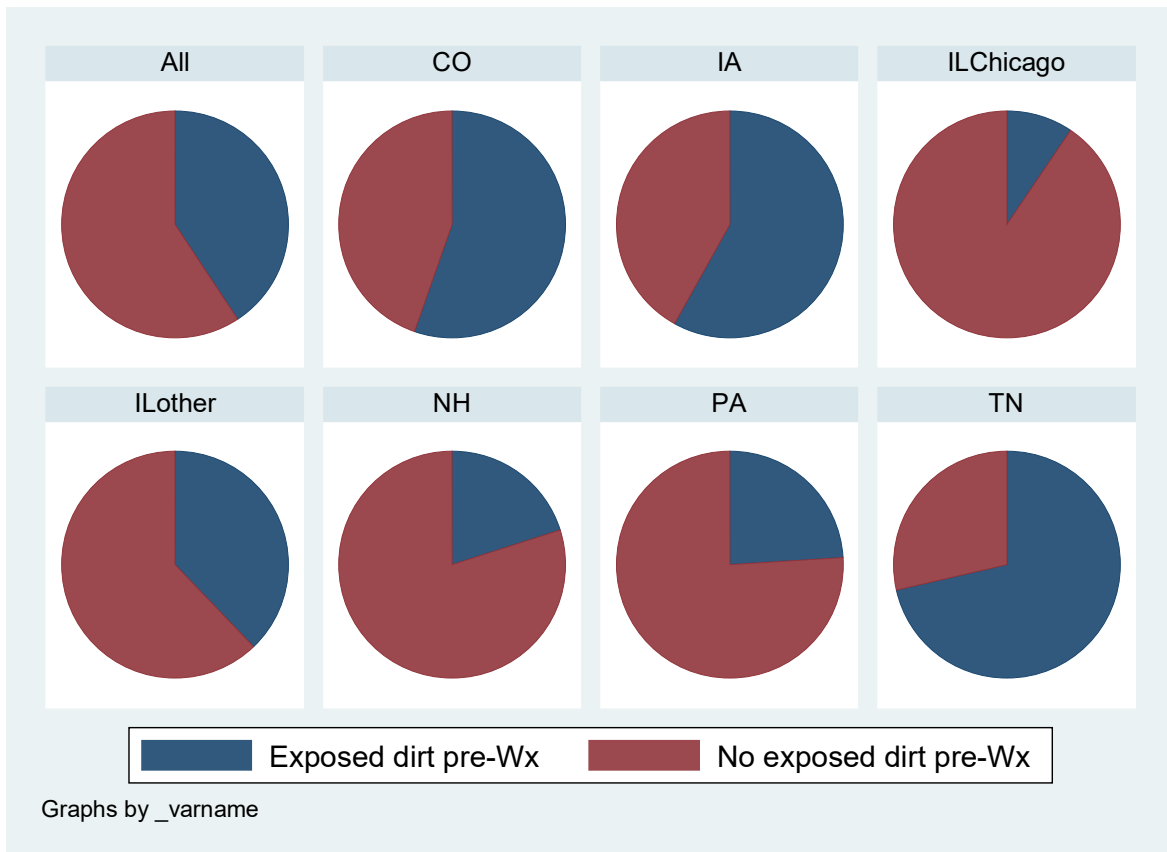 All
CO
IA
ILChicago
ILother
NH
PA
TN
Exposed dirt pre-Wx
No exposed dirt pre-Wx
Graphs by _varname